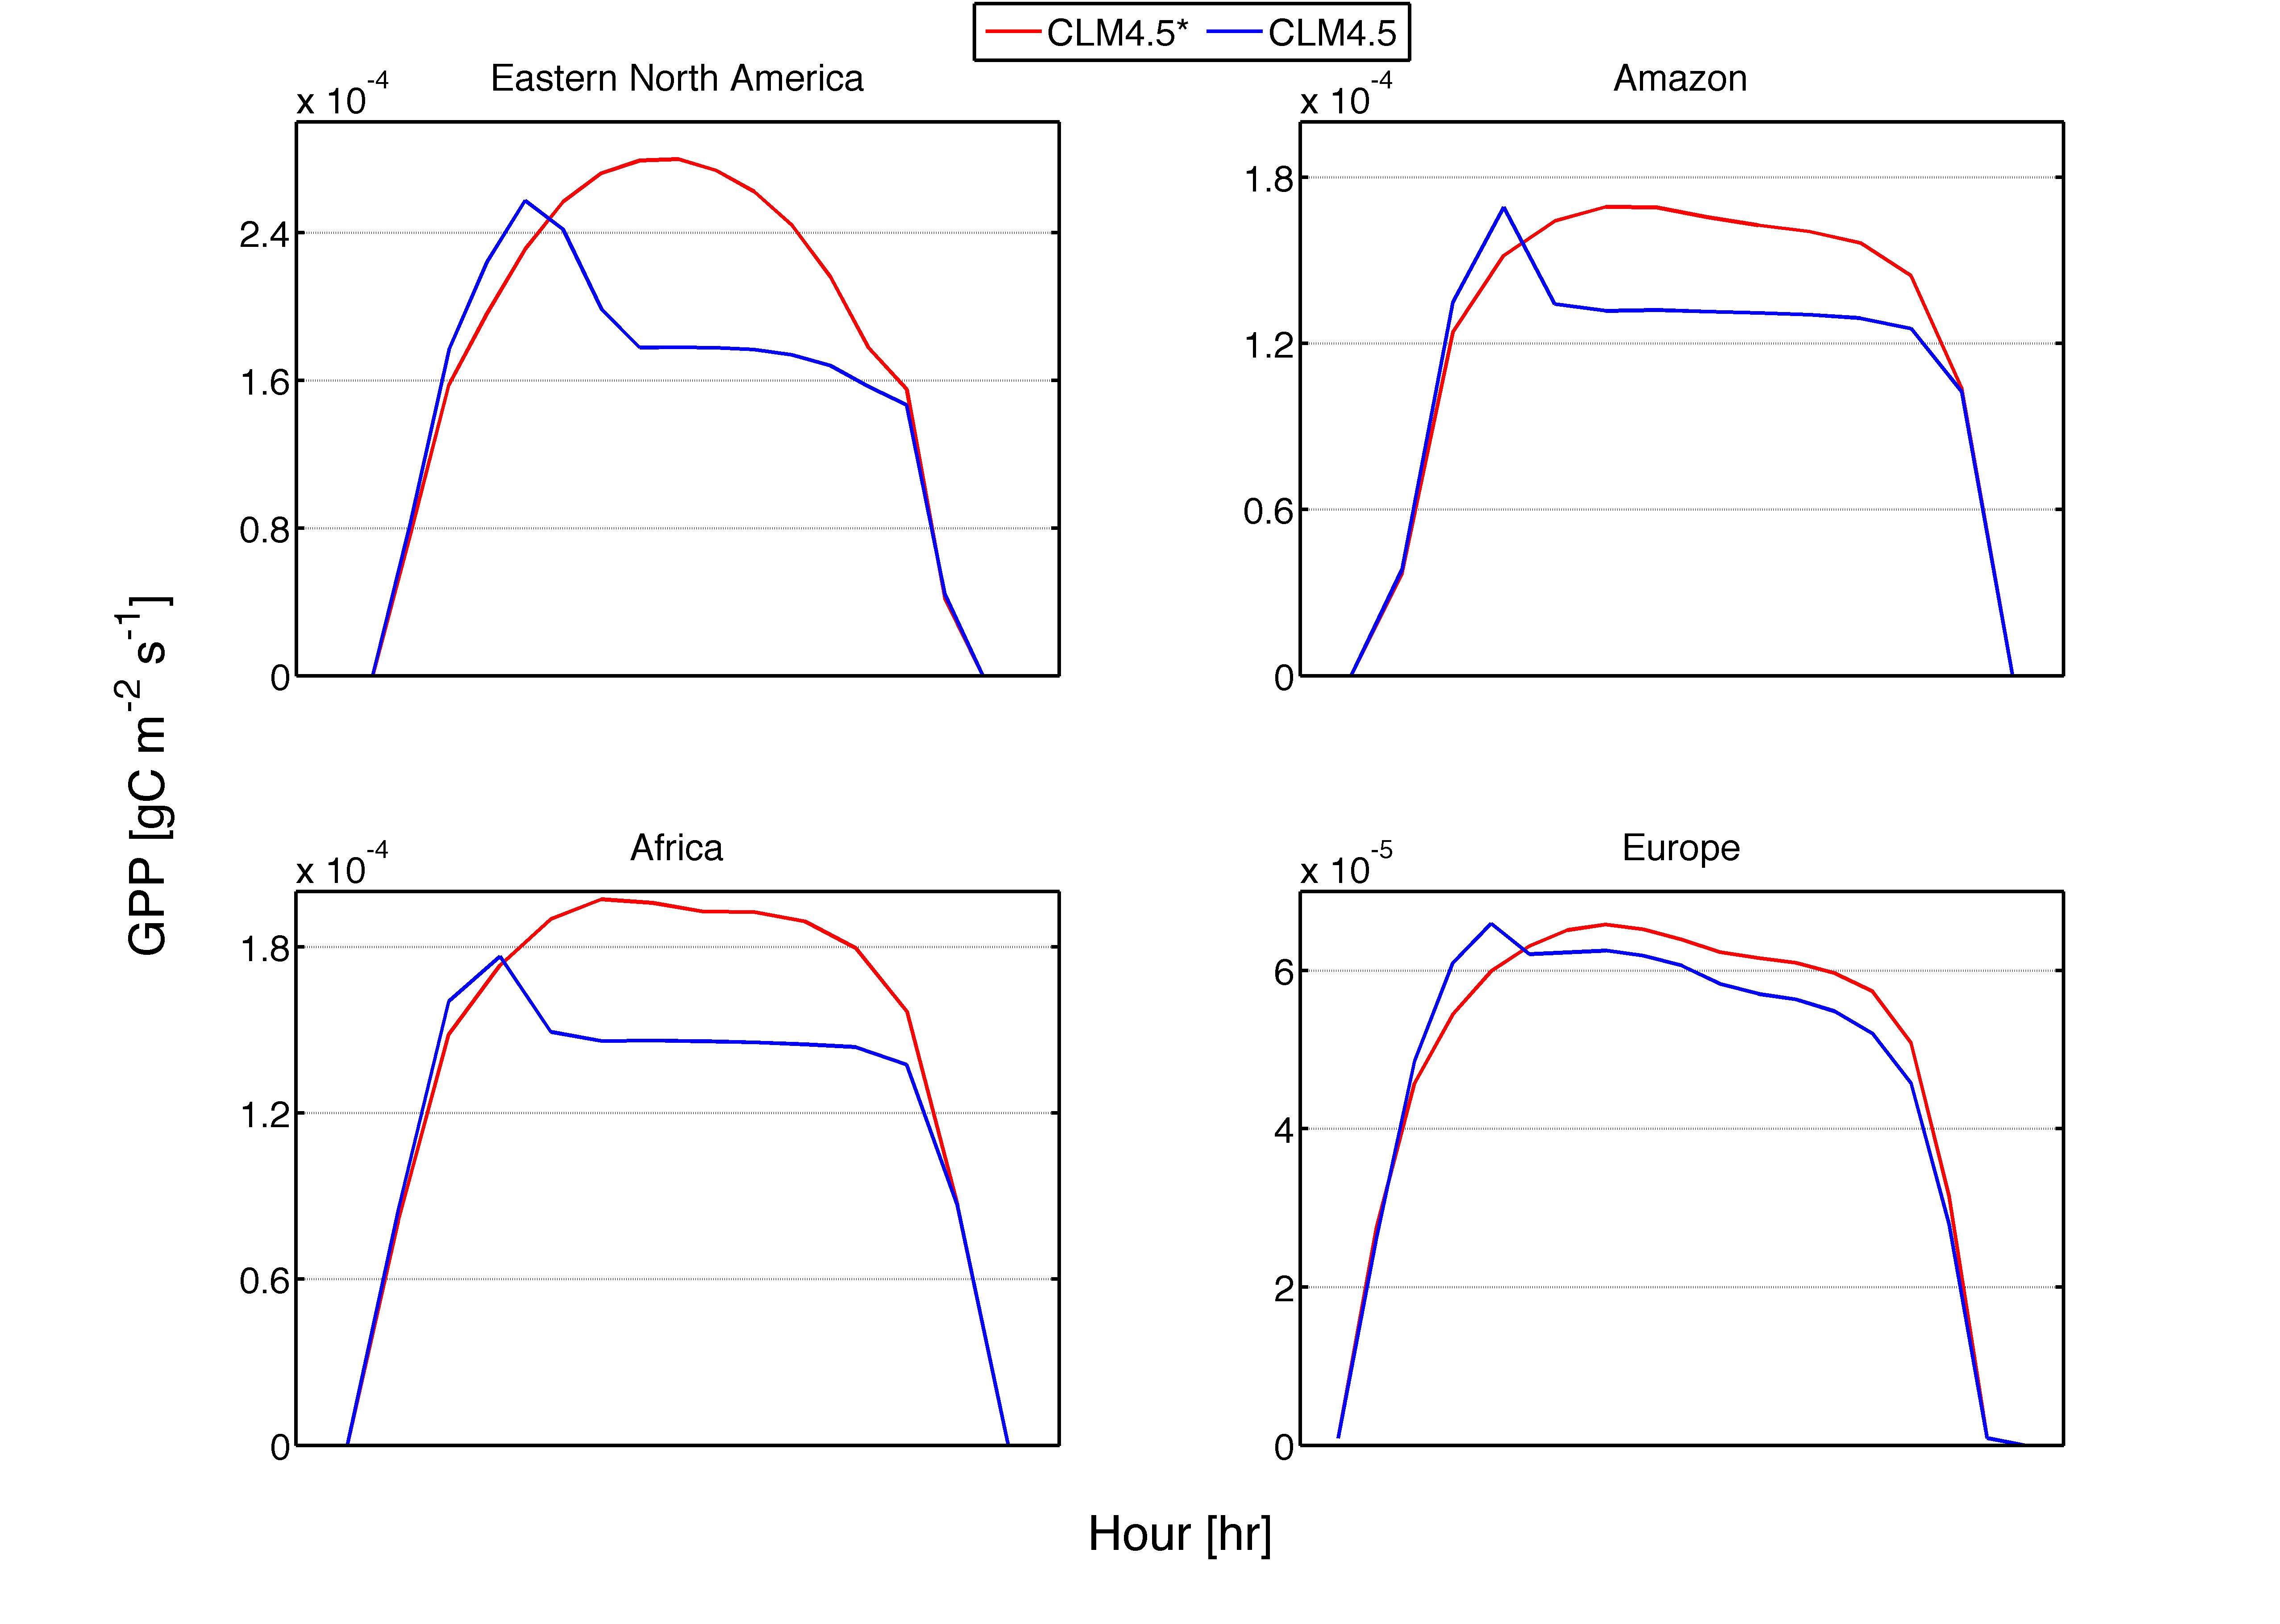 CLM4.5* CLM4.5
Eastern North America
x 10-4
2.4
1.6
0.8
0
Amazon
x 10-4
1.8
1.2
0.6
0
GPP [gC m-2 s-1]
Africa
x 10-4
1.8
1.2
0.6
0
Europe
x 10-5
6
4
2
0
Hour [hr]